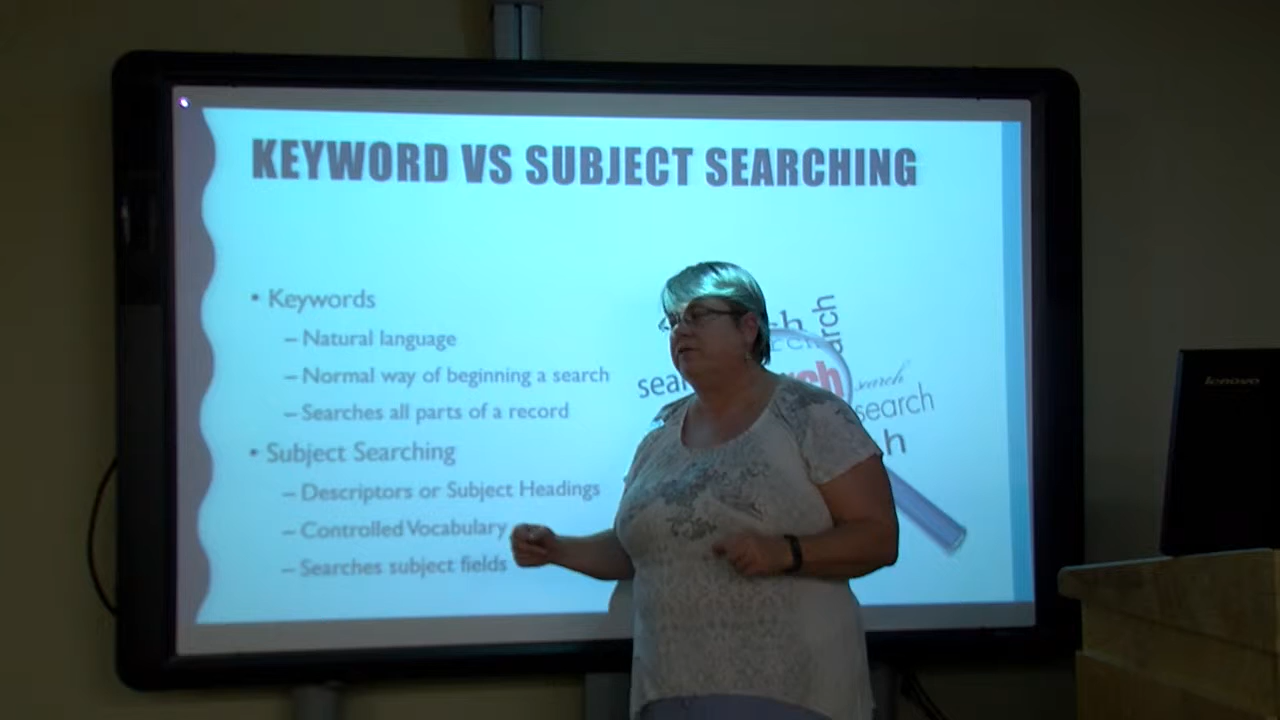 KEYWORD VS SUBJECT SEARCHING
• Keywords
– Natural language
– Normal way of beginning a search
– Searches all parts of a record
• Subject Searching
– Descriptors or Subject Headings
– Controlled Vocabulary
– Searches subject fields
search
search
lenovo